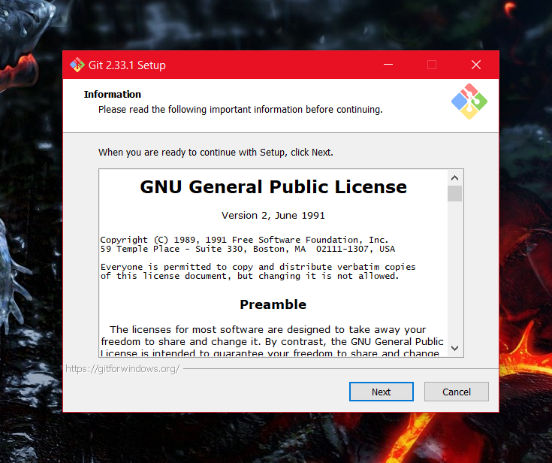 Git 2.33.1 Setup
Information
Please read the following important information before continuing.
When you are ready to continue with Setup, click Next.
GNU General Public License
Version 2, June 1991
Copyright (C) 1989, 1991 Free Software Foundation, Inc.
59 Temple Place - Suite 330, Boston, MA  02111-1307, USA
Everyone is permitted to copy and distribute verbatim copies
of this license document, but changing it is not allowed.
Preamble
The licenses for most software are designed to take away your
freedom to share and change it. By contrast, the GNU General Public
License is intended to guarantee your freedom to share and change
https://gitforwindows.org/
Next
Cancel